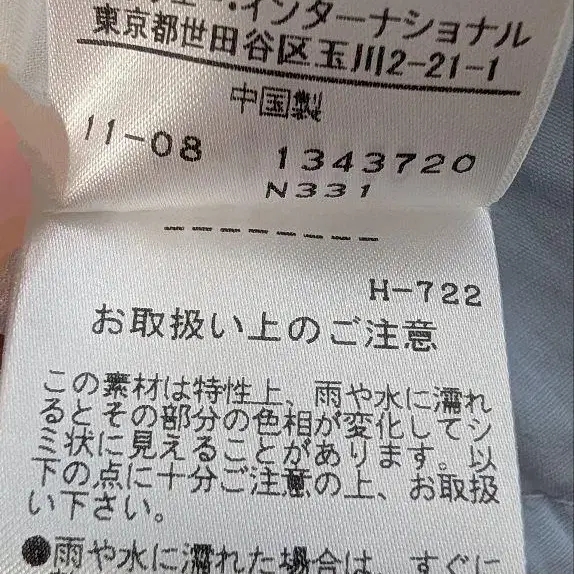 ・インターナショナル
東京都世田谷区玉川2-21-1
中国製
11-08 1343720
N331
H-722
お取扱い上のご注意
この素材は特性上、雨や水に濡れ
るとその部分の色相が変化してシ
ミ状に見えることがあります。以
下の点に十分ご注意の上、お取扱
い下さい。
●雨や水に濡れた場合は、すぐに